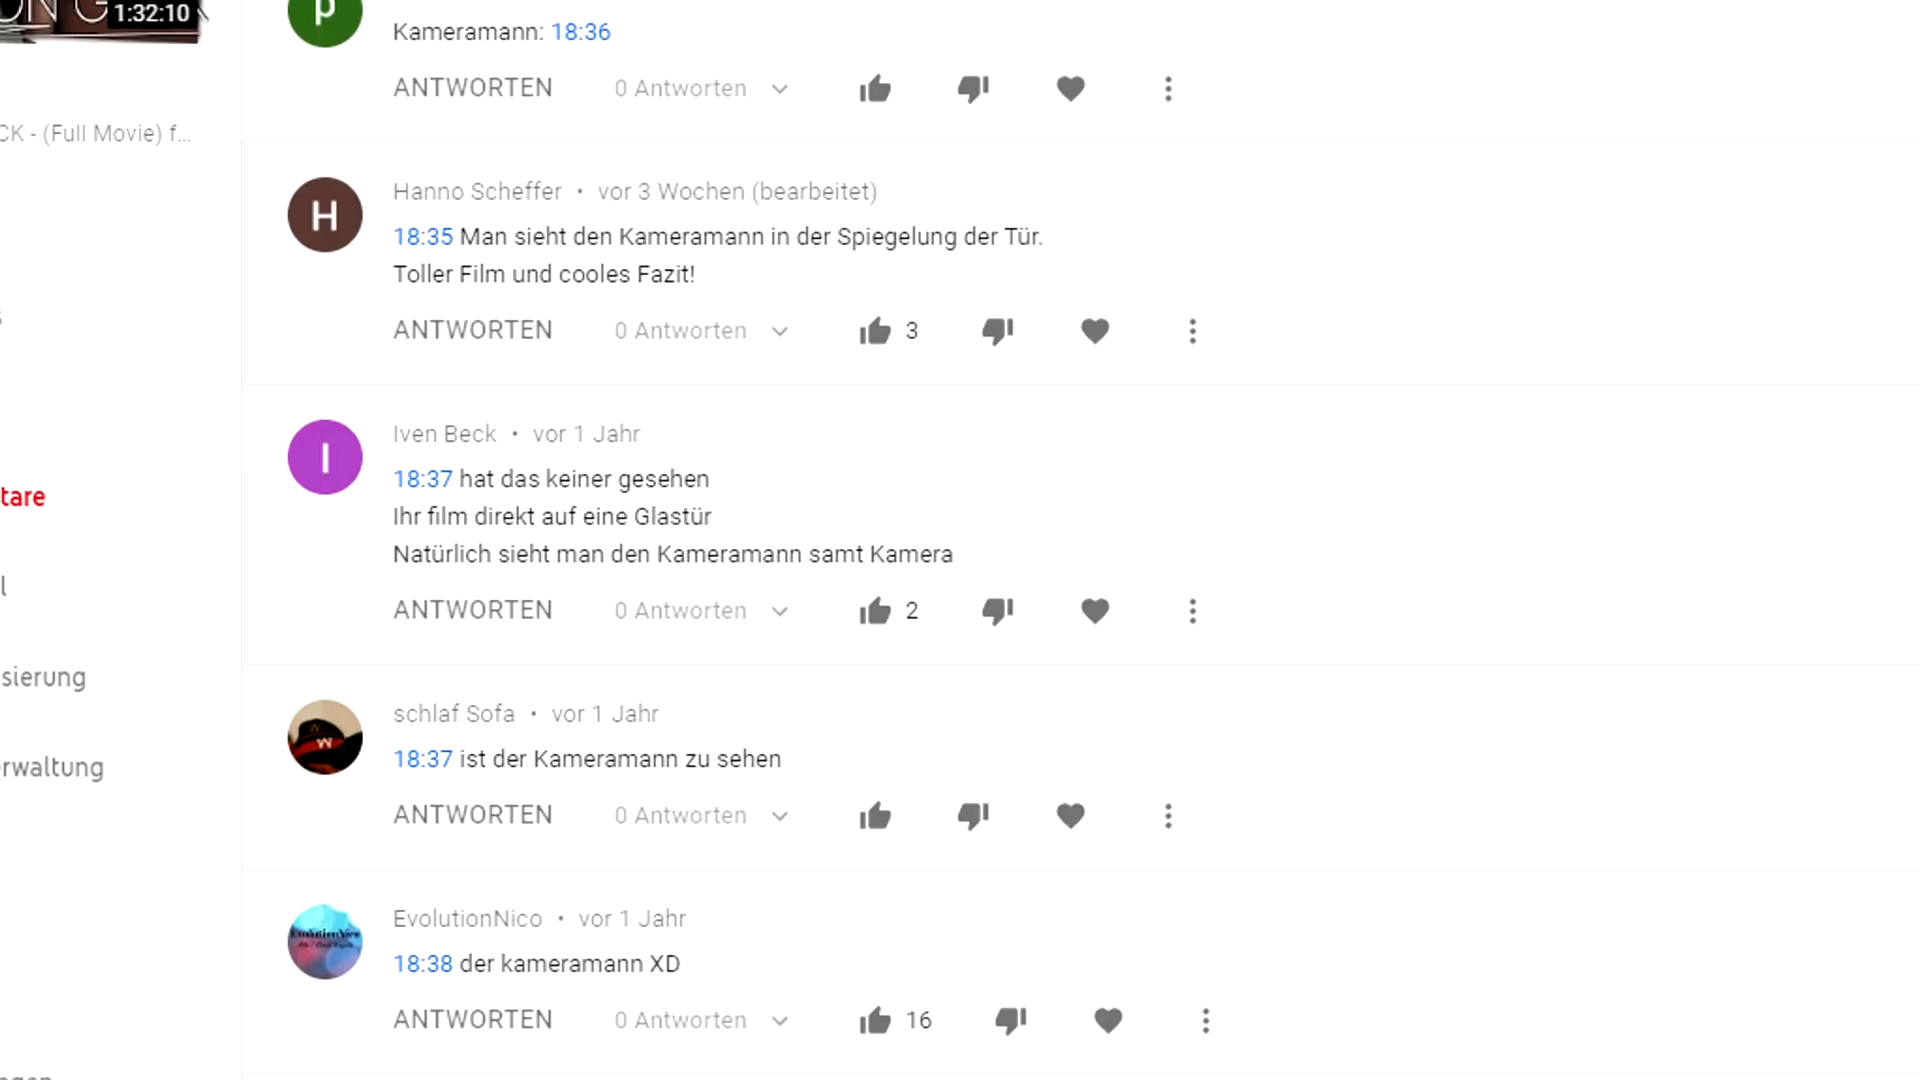 1:32:10
CK - (Full Movie) f...
tare
l
sierung
rwaltung
p
Kameramann: 18:36
ANTWORTEN 0 Antworten
H
Hanno Scheffer • vor 3 Wochen (bearbeitet)
18:35 Man sieht den Kameramann in der Spiegelung der Tür.
Toller Film und cooles Fazit!
ANTWORTEN 0 Antworten 3
I
Iven Beck • vor 1 Jahr
18:37 hat das keiner gesehen
Ihr film direkt auf eine Glastür
Natürlich sieht man den Kameramann samt Kamera
ANTWORTEN 0 Antworten 2
schlaf Sofa • vor 1 Jahr
18:37 ist der Kameramann zu sehen
ANTWORTEN 0 Antworten
EvolutionNico
EvolutionNico • vor 1 Jahr
18:38 der kameramann XD
ANTWORTEN 0 Antworten 16